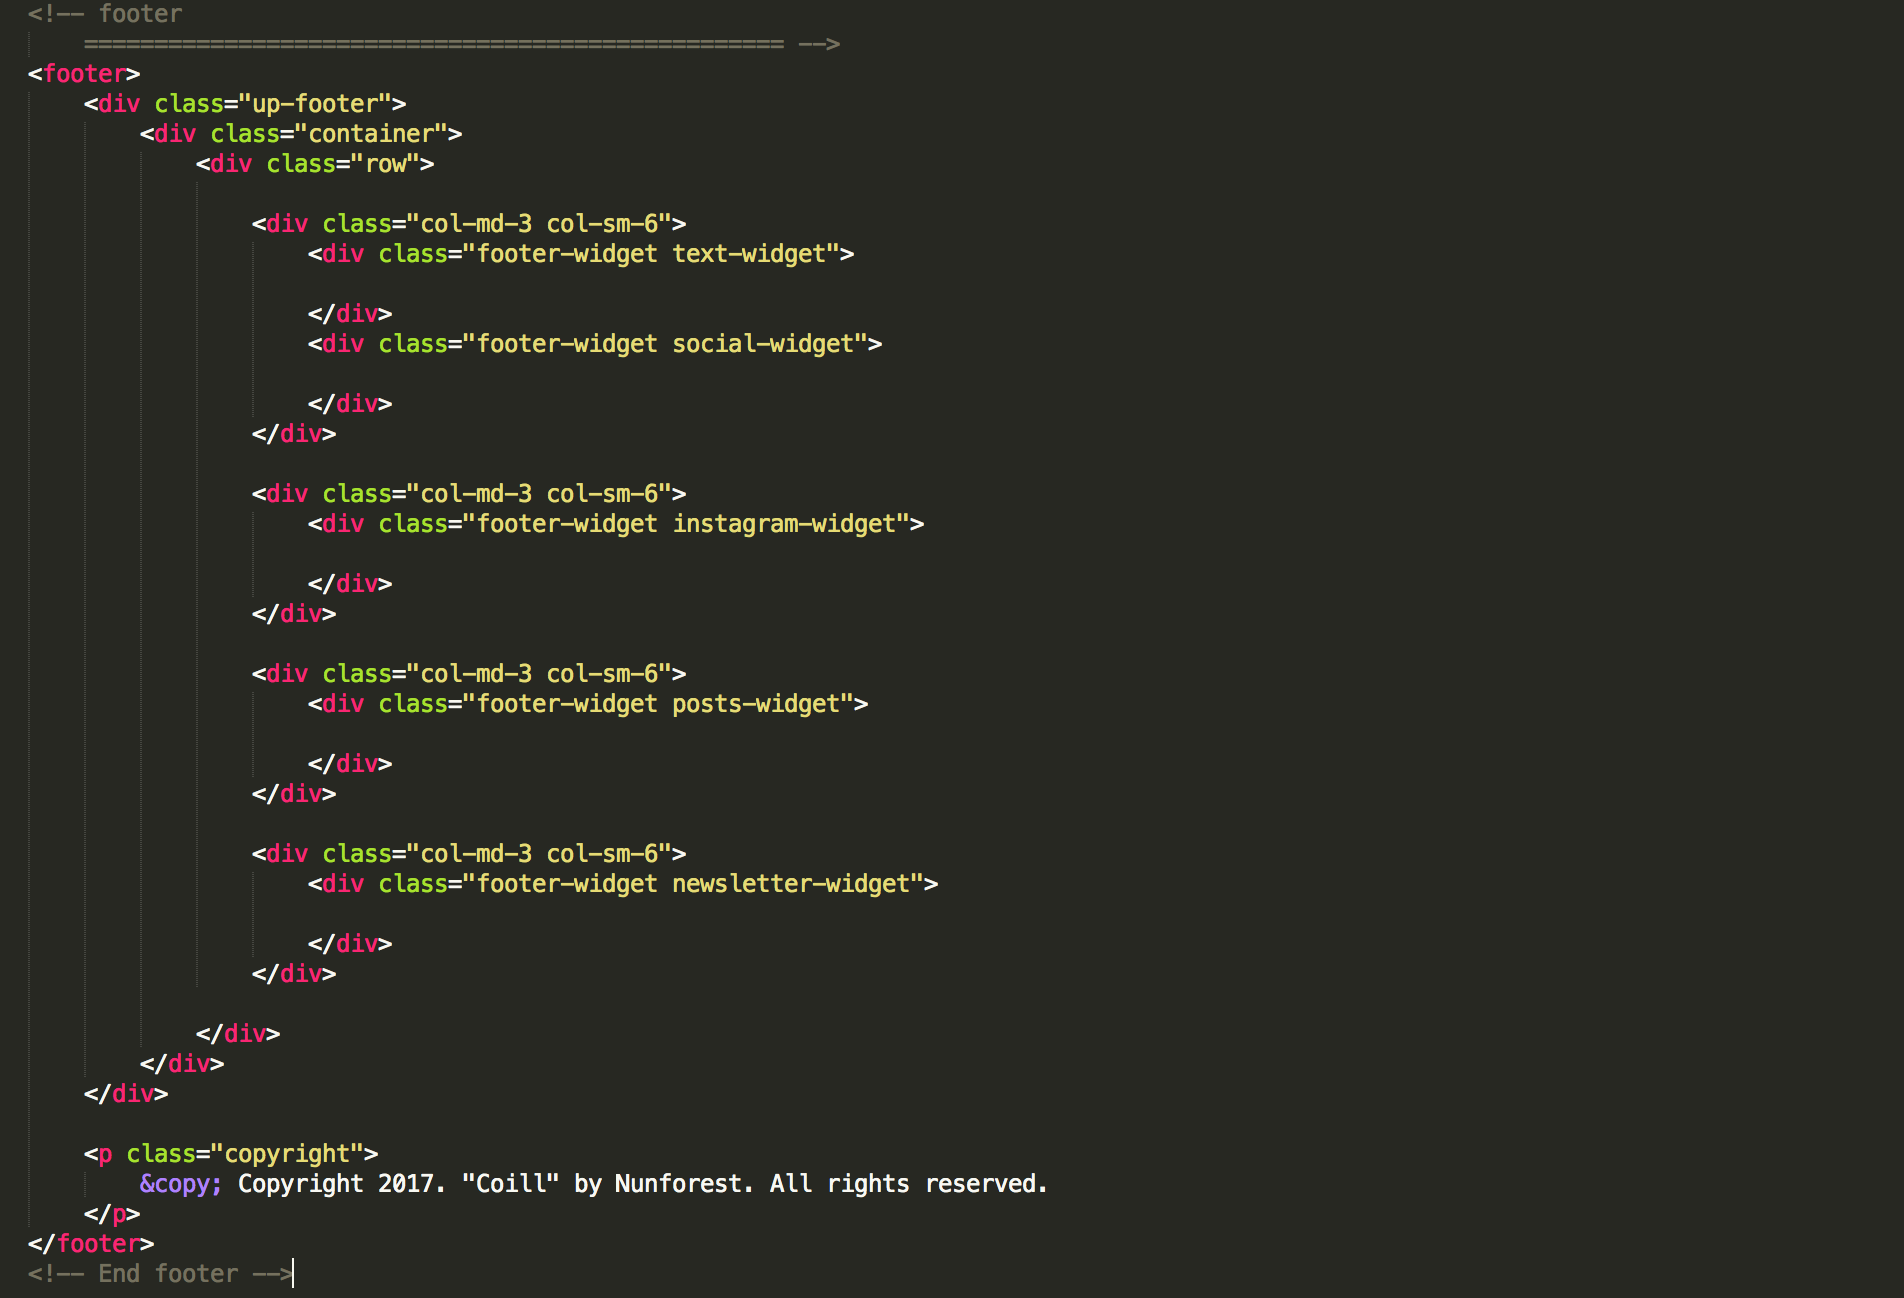 <!-- footer
================================================== -->
<footer>
<div class="up-footer">
<div class="container">
<div class="row">
<div class="col-md-3 col-sm-6">
<div class="footer-widget text-widget">
</div>
<div class="footer-widget social-widget">
</div>
</div>
<div class="col-md-3 col-sm-6">
<div class="footer-widget instagram-widget">
</div>
</div>
<div class="col-md-3 col-sm-6">
<div class="footer-widget posts-widget">
</div>
</div>
<div class="col-md-3 col-sm-6">
<div class="footer-widget newsletter-widget">
</div>
</div>
</div>
</div>
</div>
<p class="copyright">
&copy; Copyright 2017. "Coill" by Nunforest. All rights reserved.
</p>
</footer>
<!-- End footer -->